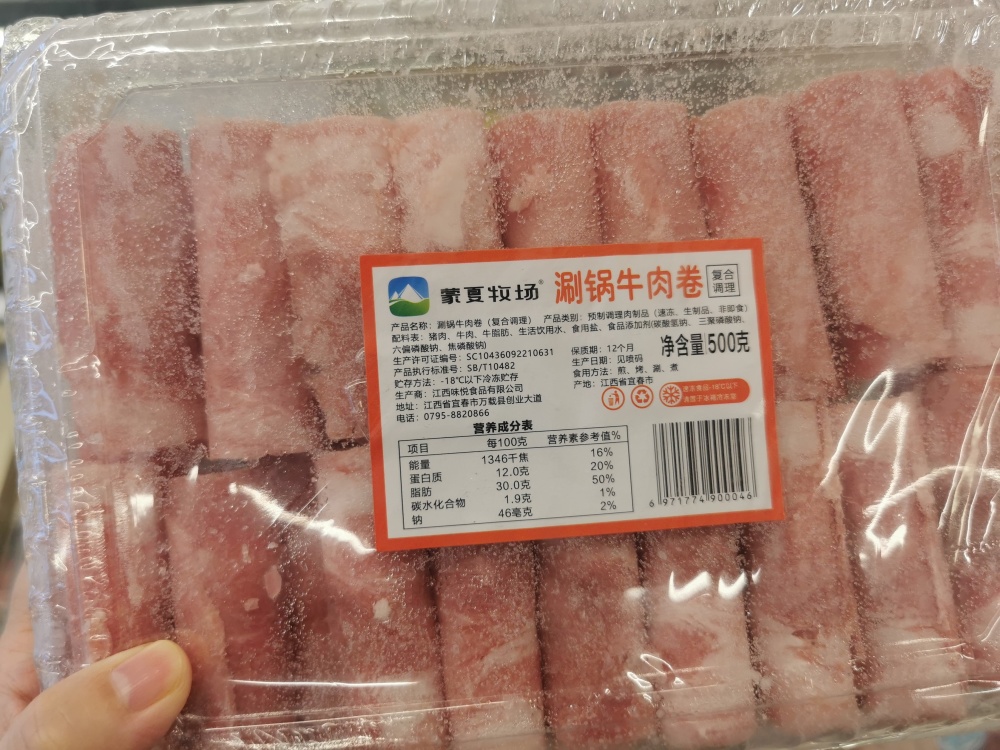 蒙夏牧场®
涮锅牛肉卷
复合
调理
产品名称：涮锅牛肉卷（复合调理） 产品类别：预制调理肉制品（速冻、生制品、非即食）
配料表：猪肉、牛肉、牛脂肪、生活饮用水、食用盐、食品添加剂(碳酸氢钠、三聚磷酸钠、
六偏磷酸钠、焦磷酸钠)
生产许可证编号：SC10436092210631
产品执行标准号：SB/T10482
贮存方法：-18℃以下冷冻贮存
生产商：江西味悦食品有限公司
地址：江西省宜春市万载县创业大道
电话：0795-8820866
保质期：12个月
生产日期：见喷码
食用方法：煎、烤、涮、煮
产地：江西省宜春市
净含量500克
速冻食品-18℃以下
营养成分表
项目 每100克 营养素参考值%
能量 1346千焦 16%
蛋白质 12.0克 20%
脂肪 30.0克 50%
碳水化合物 1.9克 1%
钠 46毫克 2%
6 971774 900046